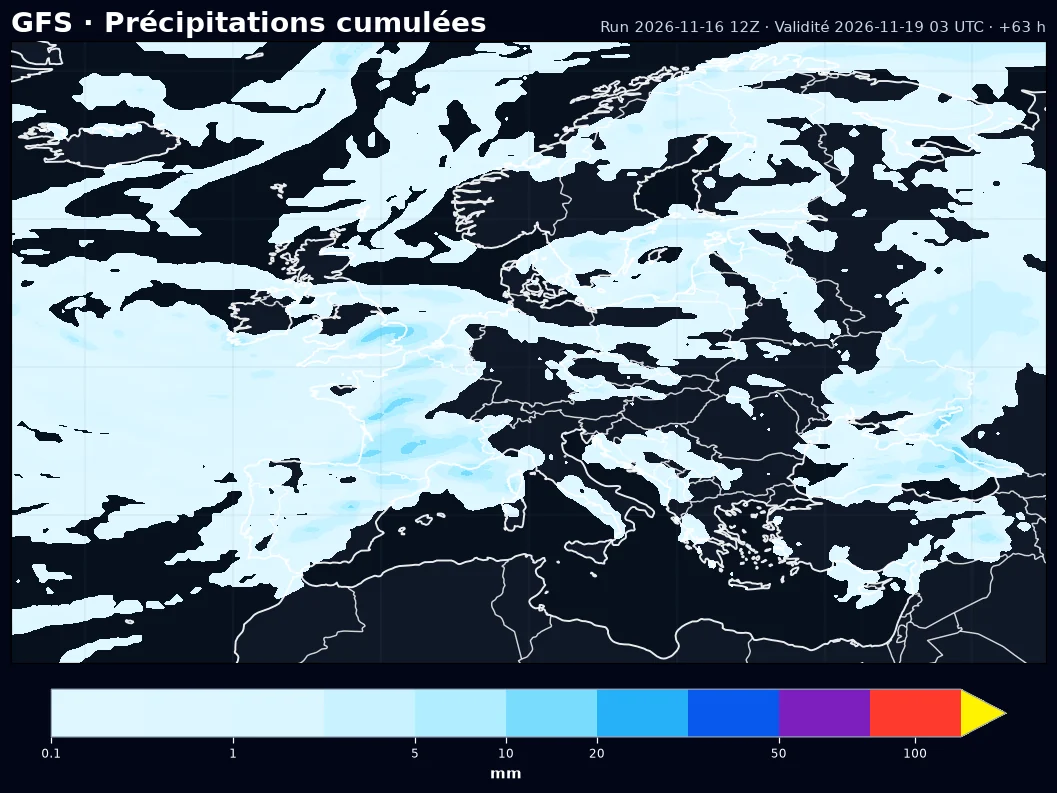 GFS · Précipitations cumulées
Run 2026-11-16 12Z · Validité 2026-11-19 03 UTC · +63 h
0.1 1 5 10 20 50 100
mm